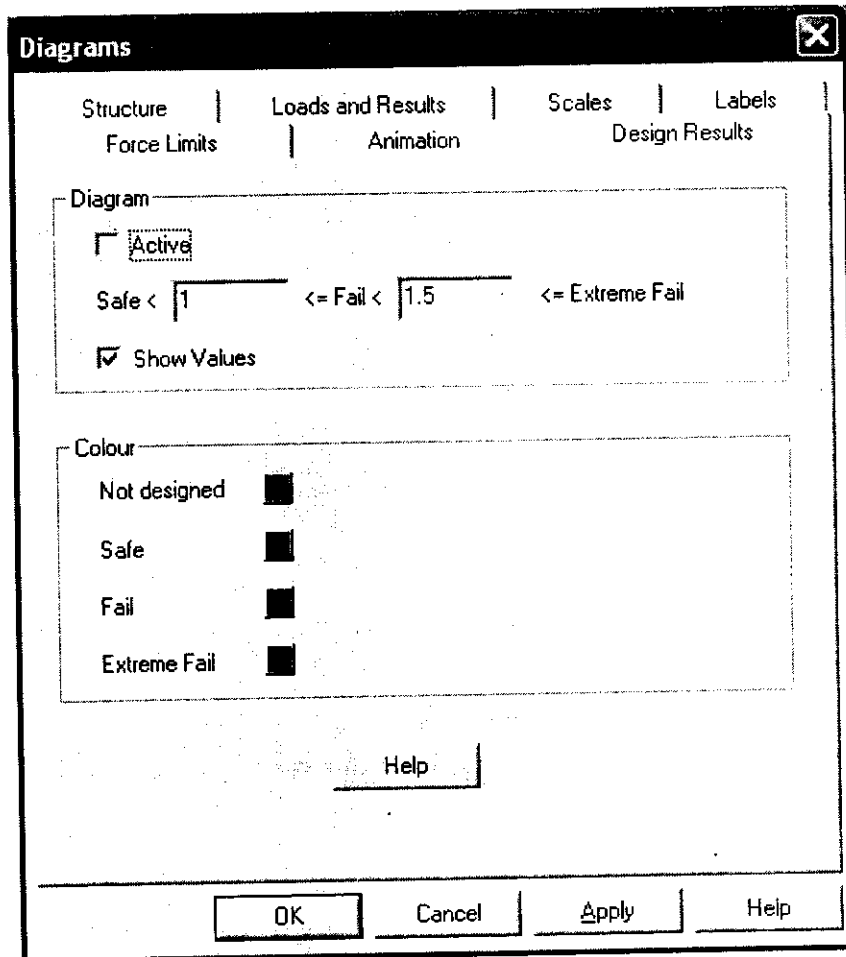 Diagrams
Structure Loads and Results Scales Labels
Force Limits Animation Design Results
Diagram
Active
Safe < 1 <= Fail < 1.5 <= Extreme Fail
Show Values
Colour
Not designed
Safe
Fail
Extreme Fail
Help
OK Cancel Apply Help